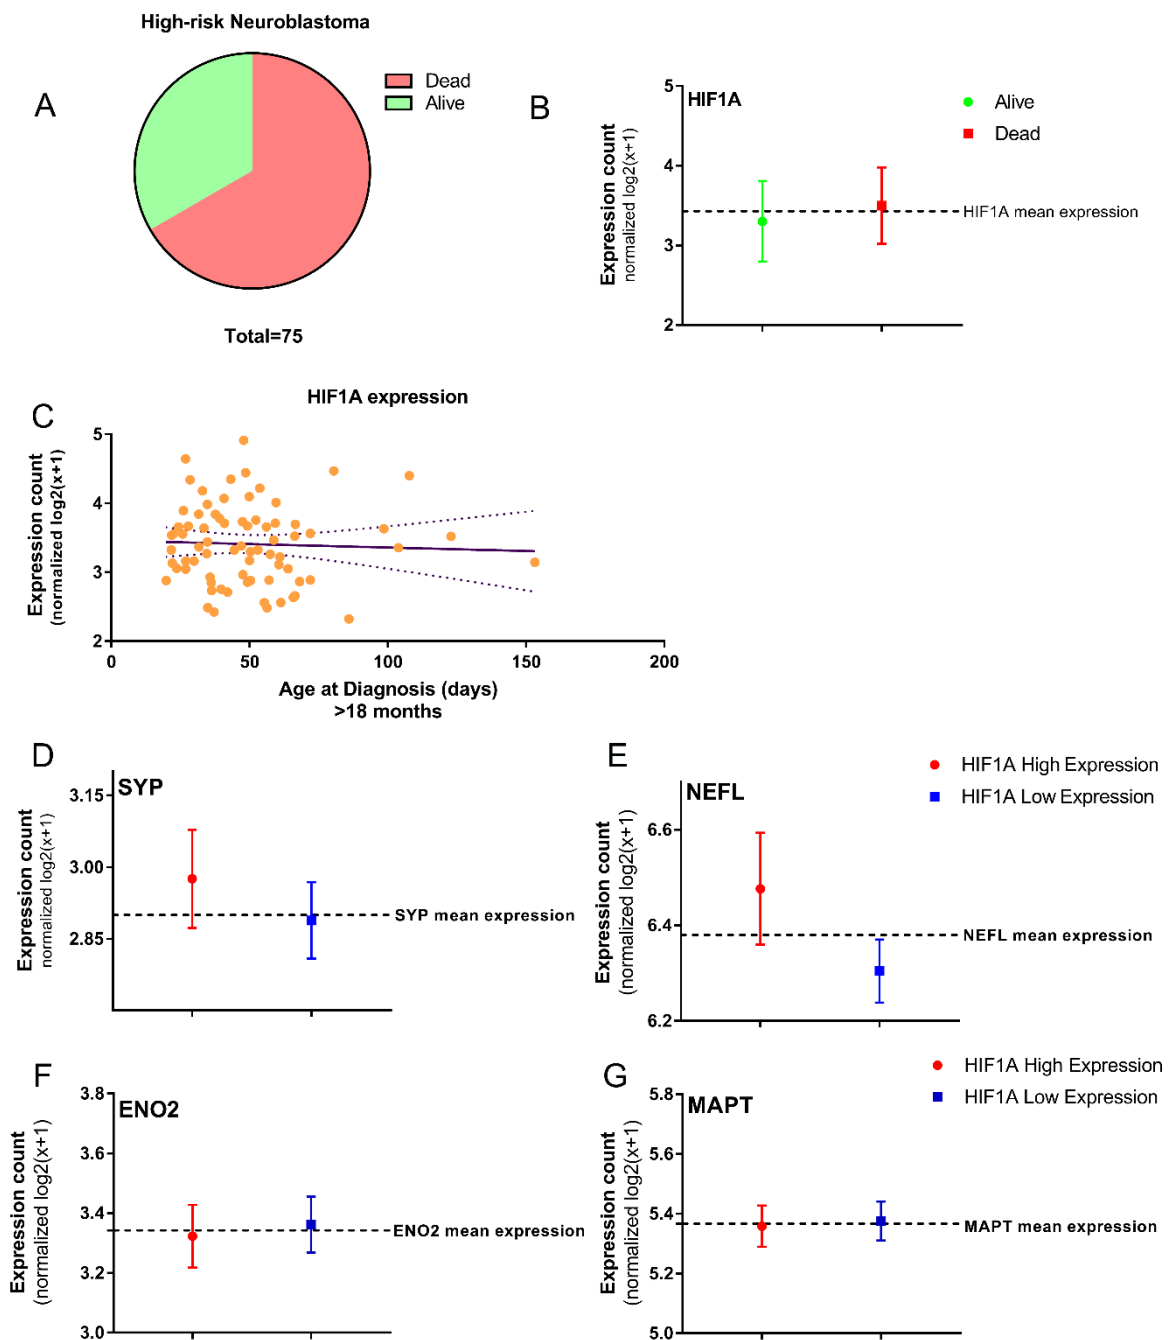 High-risk Neuroblastoma
A
Dead
Alive
Total=75
B
HIF1A
Alive
Dead
Expression count
normalized log2(x+1)
5
4
3
2
HIF1A mean expression
C
HIF1A expression
Expression count
(normalized log2(x+1)
5
4
3
2
0
50
100
150
200
Age at Diagnosis (days)
>18 months
D
SYP
Expression count
normalized log2(x+1)
3.15
3.00
2.85
SYP mean expression
E
NEFL
HIF1A High Expression
HIF1A Low Expression
Expression count
(normalized log2(x+1)
6.6
6.4
6.2
NEFL mean expression
F
ENO2
Expression count
(normalized log2(x+1)
3.8
3.6
3.4
3.2
3.0
ENO2 mean expression
G
MAPT
HIF1A High Expression
HIF1A Low Expression
Expression count
(normalized log2(x+1)
5.8
5.6
5.4
5.2
5.0
MAPT mean expression